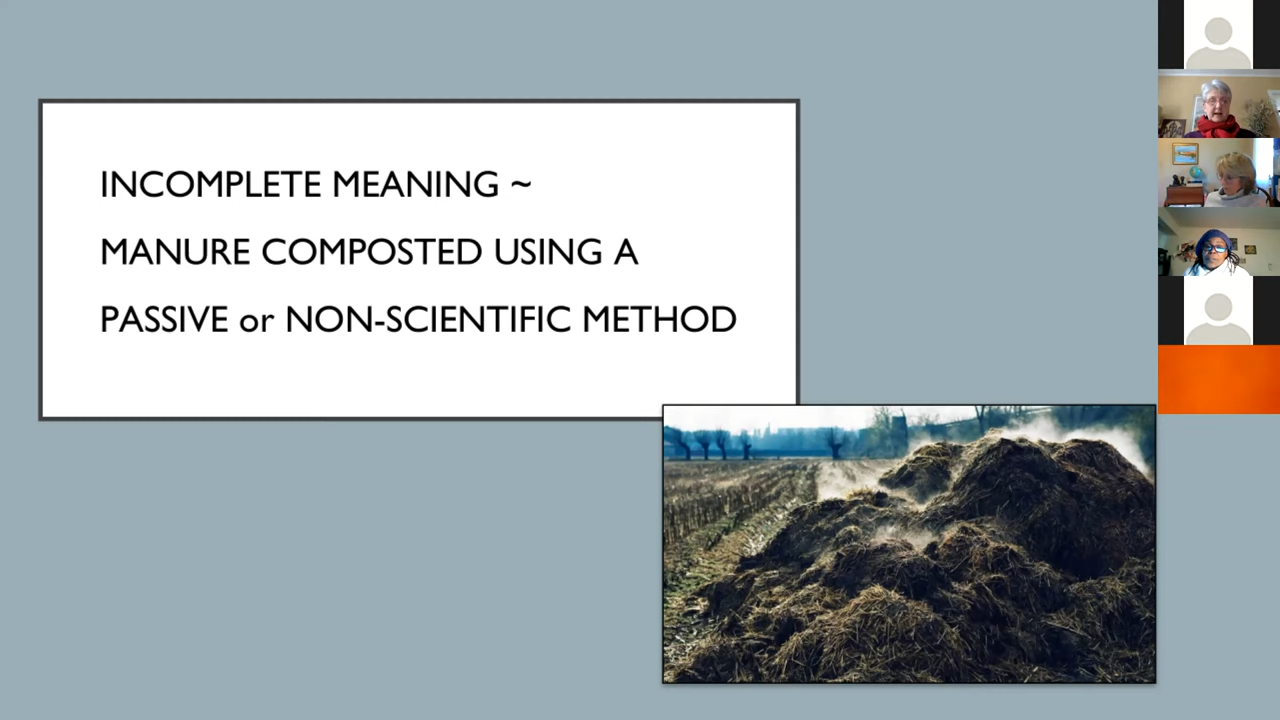 INCOMPLETE MEANING ~
MANURE COMPOSTED USING A
PASSIVE or NON-SCIENTIFIC METHOD